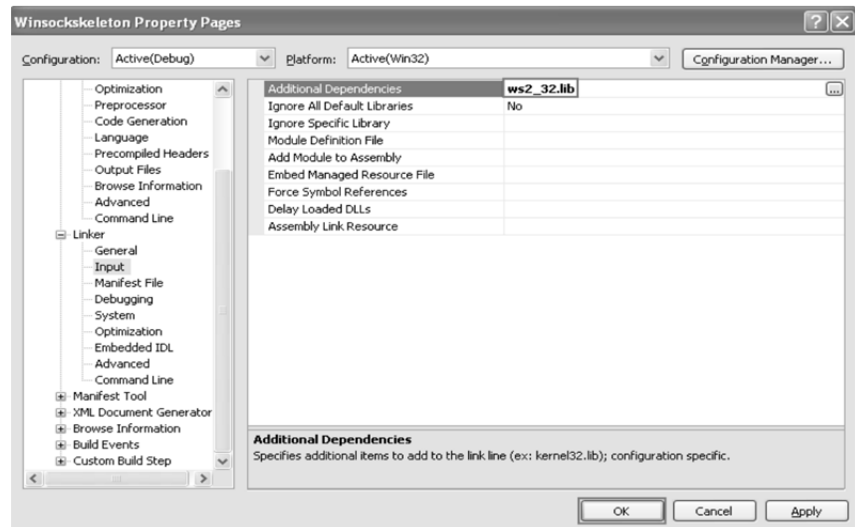 Winsockskeleton Property Pages
Configuration: Active(Debug) Platform: Active(Win32) Configuration Manager...
Optimization
Preprocessor
Code Generation
Language
Precompiled Headers
Output Files
Browse Information
Advanced
Command Line
Linker
General
Input
Manifest File
Debugging
System
Optimization
Embedded IDL
Advanced
Command Line
Manifest Tool
XML Document Generator
Browse Information
Build Events
Custom Build Step
Additional Dependencies ws2_32.lib ...
Ignore All Default Libraries No
Ignore Specific Library
Module Definition File
Add Module to Assembly
Embed Managed Resource File
Force Symbol References
Delay Loaded DLLs
Assembly Link Resource
Additional Dependencies
Specifies additional items to add to the link line (ex: kernel32.lib); configuration specific.
OK Cancel Apply